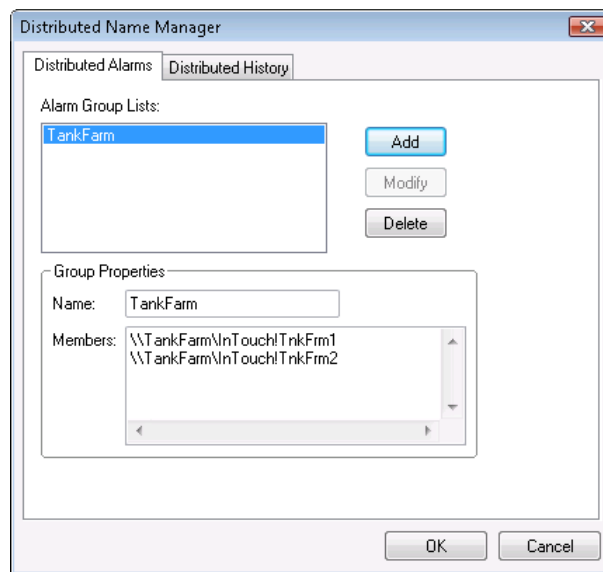 Distributed Name Manager
Distributed Alarms Distributed History
Alarm Group Lists:
TankFarm
Add
Modify
Delete
Group Properties
Name: TankFarm
Members: \\TankFarm\InTouch!TnkFrm1
\\TankFarm\InTouch!TnkFrm2
OK Cancel